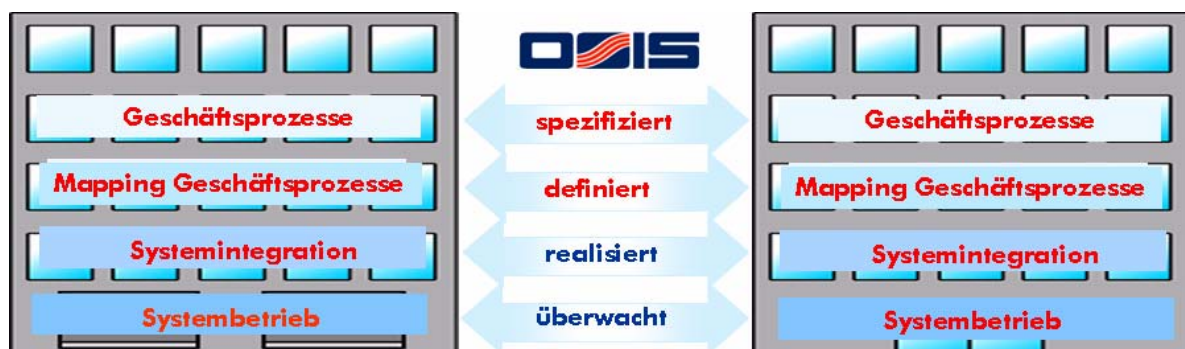 OSIS
Geschäftsprozesse spezifiziert Geschäftsprozesse
Mapping Geschäftsprozesse definiert Mapping Geschäftsprozesse
Systemintegration realisiert Systemintegration
Systembetrieb überwacht Systembetrieb